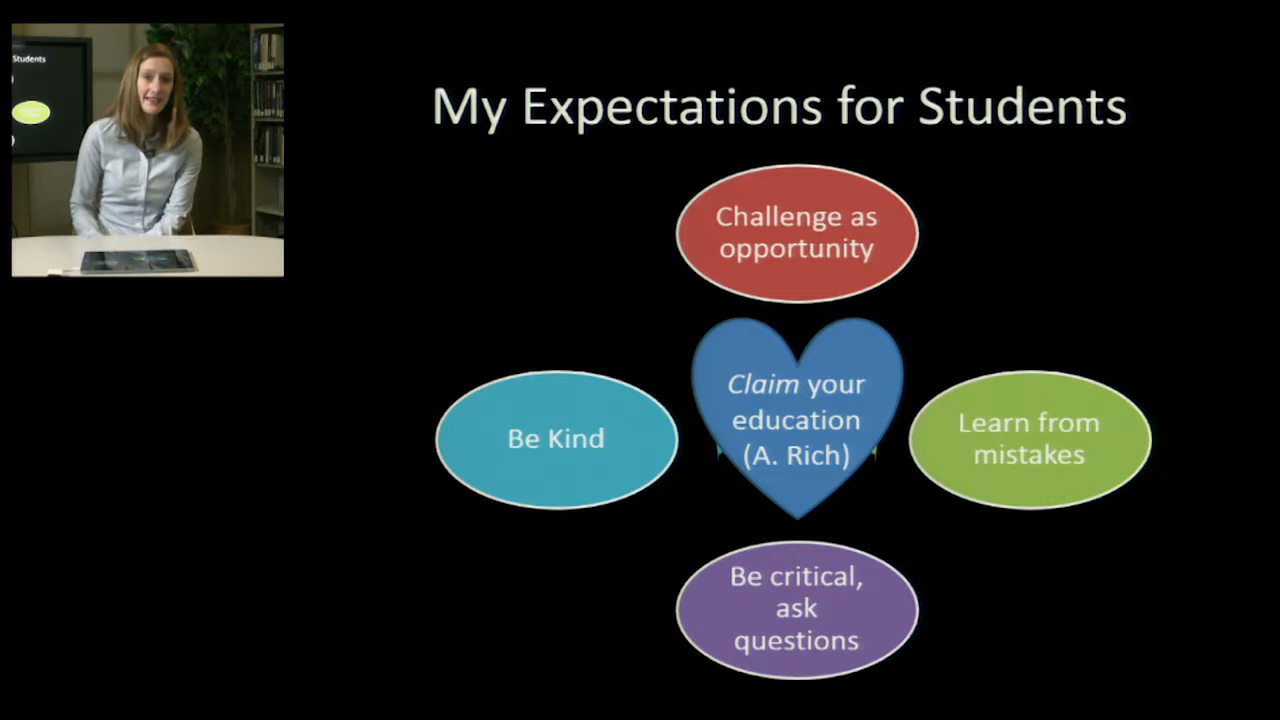 Students
My Expectations for Students
Challenge as
opportunity
Be Kind
Claim your
education
(A. Rich)
Learn from
mistakes
Be critical,
ask
questions